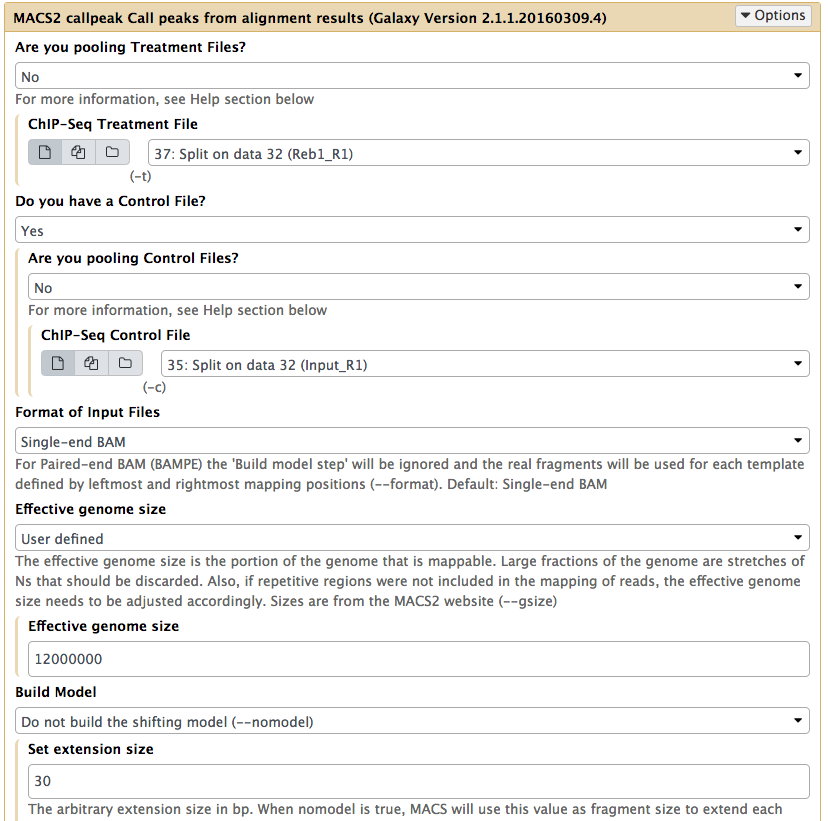 MACS2 callpeak Call peaks from alignment results (Galaxy Version 2.1.1.20160309.4)
Options
Are you pooling Treatment Files?
No
For more information, see Help section below
ChIP-Seq Treatment File
37: Split on data 32 (Reb1_R1)
(-t)
Do you have a Control File?
Yes
Are you pooling Control Files?
No
For more information, see Help section below
ChIP-Seq Control File
35: Split on data 32 (Input_R1)
(-c)
Format of Input Files
Single-end BAM
For Paired-end BAM (BAMPE) the 'Build model step' will be ignored and the real fragments will be used for each template
defined by leftmost and rightmost mapping positions (--format). Default: Single-end BAM
Effective genome size
User defined
The effective genome size is the portion of the genome that is mappable. Large fractions of the genome are stretches of
Ns that should be discarded. Also, if repetitive regions were not included in the mapping of reads, the effective genome
size needs to be adjusted accordingly. Sizes are from the MACS2 website (--gsize)
Effective genome size
12000000
Build Model
Do not build the shifting model (--nomodel)
Set extension size
30
The arbitrary extension size in bp. When nomodel is true, MACS will use this value as fragment size to extend each